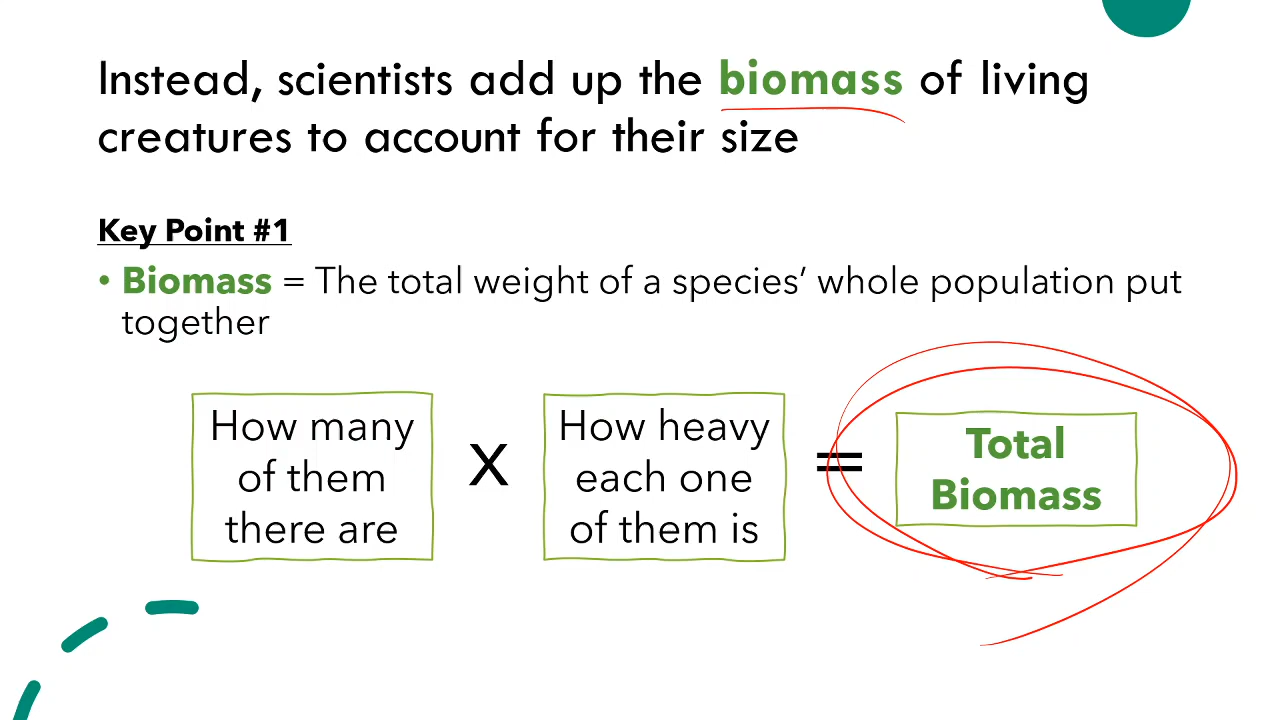 Instead, scientists add up the biomass of living
creatures to account for their size
Key Point #1
• Biomass = The total weight of a species’ whole population put
together
How many
of them
there are
x
How heavy
each one
of them is
=
Total
Biomass